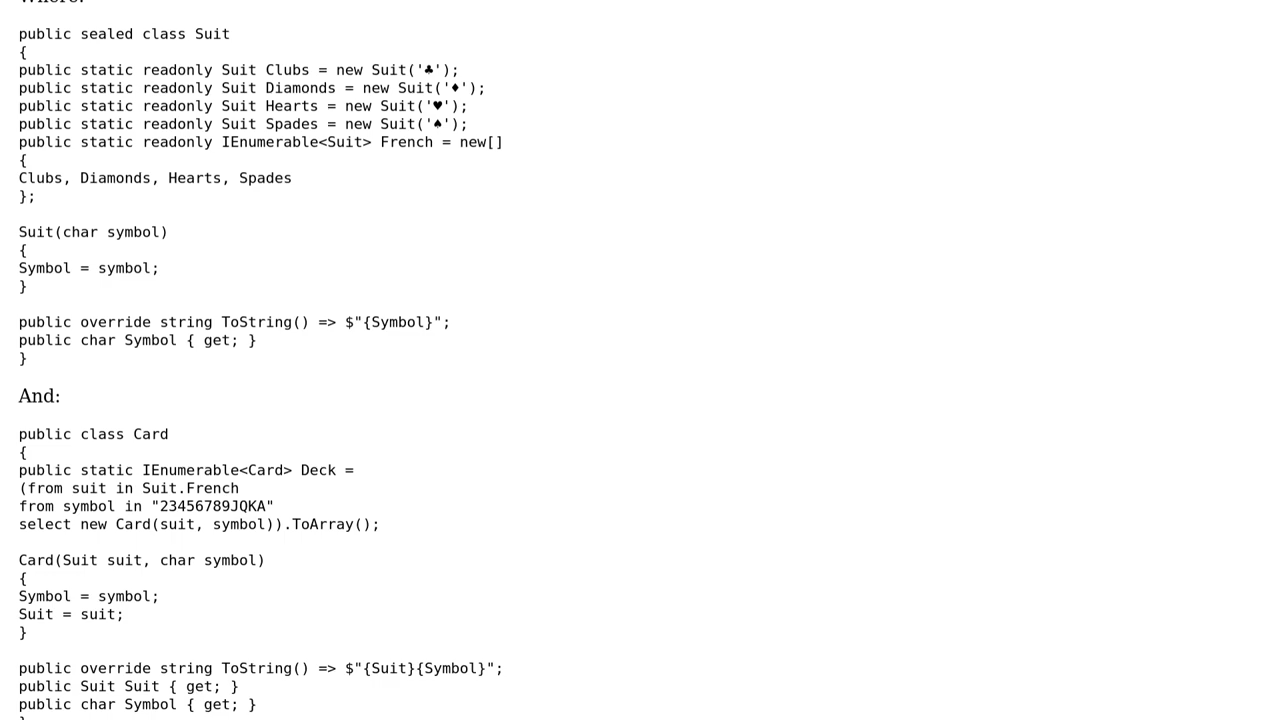 Where:
public sealed class Suit
{
public static readonly Suit Clubs = new Suit('♣');
public static readonly Suit Diamonds = new Suit('♦');
public static readonly Suit Hearts = new Suit('♥');
public static readonly Suit Spades = new Suit('♠');
public static readonly IEnumerable<Suit> French = new[]
{
Clubs, Diamonds, Hearts, Spades
};
Suit(char symbol)
{
Symbol = symbol;
}
public override string ToString() => $"{Symbol}";
public char Symbol { get; }
}
And:
public class Card
{
public static IEnumerable<Card> Deck =
(from suit in Suit.French
from symbol in "23456789JQKA"
select new Card(suit, symbol)).ToArray();
Card(Suit suit, char symbol)
{
Symbol = symbol;
Suit = suit;
}
public override string ToString() => $"{Suit}{Symbol}";
public Suit Suit { get; }
public char Symbol { get; }
}